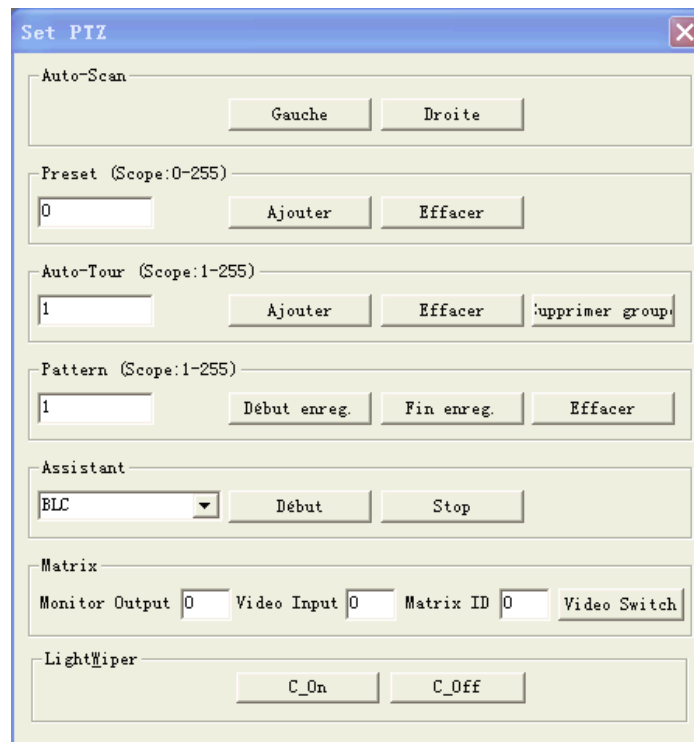 Set PTZ
Auto-Scan
Gauche Droite
Preset (Scope:0-255)
0 Ajouter Effacer
Auto-Tour (Scope:1-255)
1 Ajouter Effacer upprimer group
Pattern (Scope:1-255)
1 Début enreg. Fin enreg. Effacer
Assistant
BLC Début Stop
Matrix
Monitor Output 0 Video Input 0 Matrix ID 0 Video Switch
LightWiper
C_On C_Off